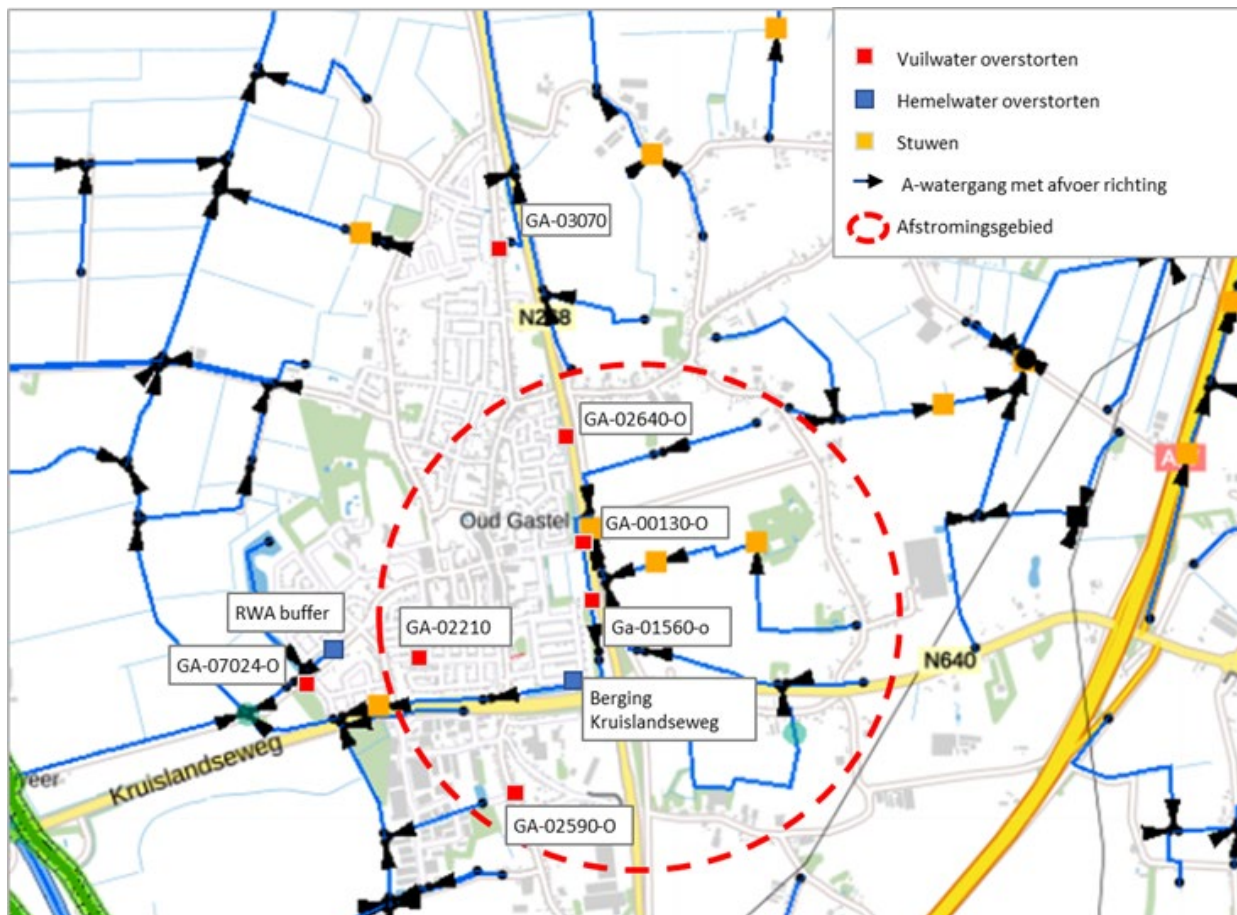 Vuilwater overstorten
Hemelwater overstorten
Stuwen
A-watergang met afvoer richting
Afstromingsgebied
GA-03070
N268
GA-02640-O
Oud Gastel
GA-00130-O
RWA buffer
GA-02210
Ga-01560-o
GA-07024-O
N640
Berging
Kruislandseweg
Kruislandseweg
GA-02590-O